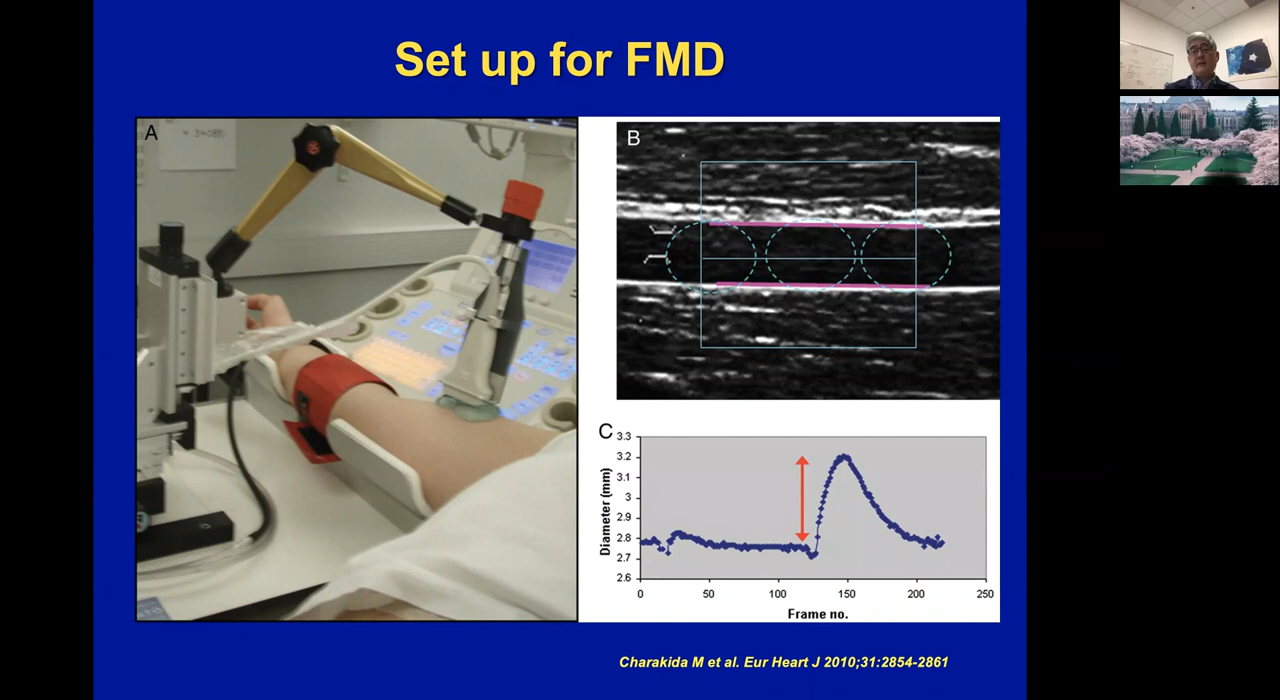 Set up for FMD
A
B
C
3.3
3.2
3.1
3
2.9
2.8
2.7
2.6
Diameter (mm)
0 50 100 150 200 250
Frame no.
Charakida M et al. Eur Heart J 2010;31:2854-2861